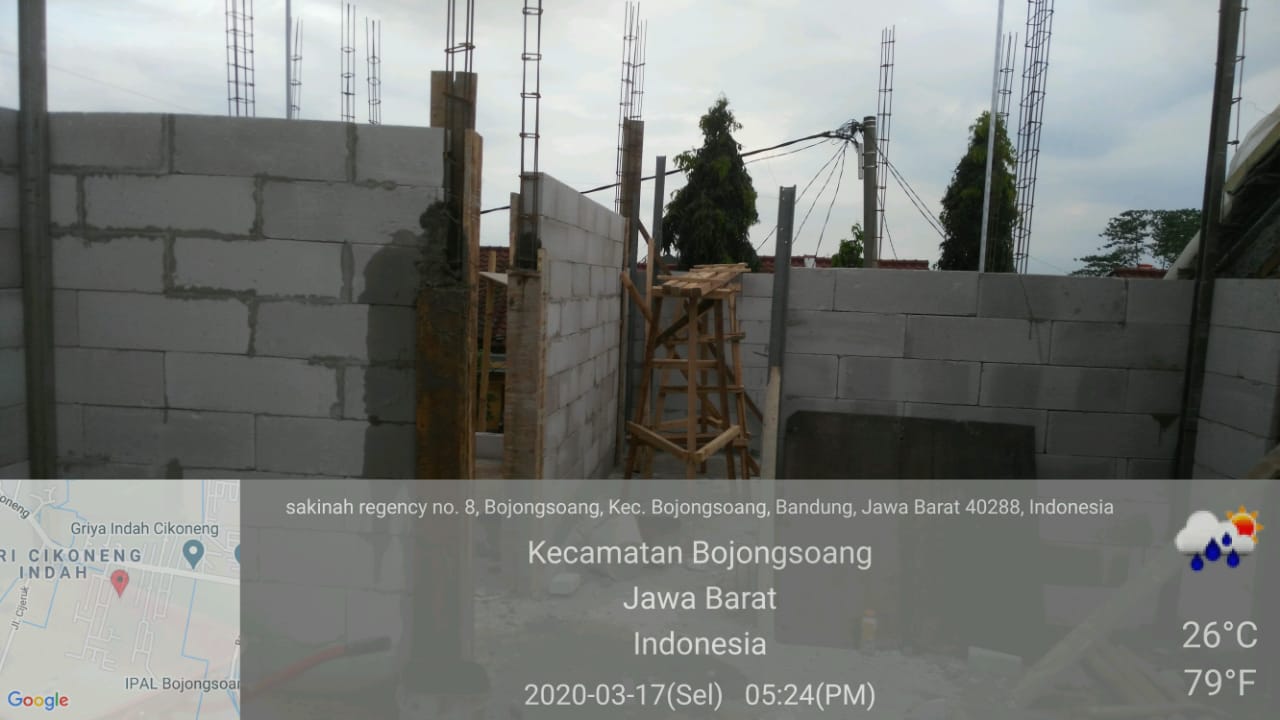 sakinah regency no. 8, Bojongsoang, Kec. Bojongsoang, Bandung, Jawa Barat 40288, Indonesia
Kecamatan Bojongsoang
Jawa Barat
Indonesia
2020-03-17(Sel) 05:24(PM)
26°C
79°F
oneng
Griya Indah Cikoneng
RI CIKONENG
INDAH
Jl. Cijeruk
IPAL Bojongsoan
Google